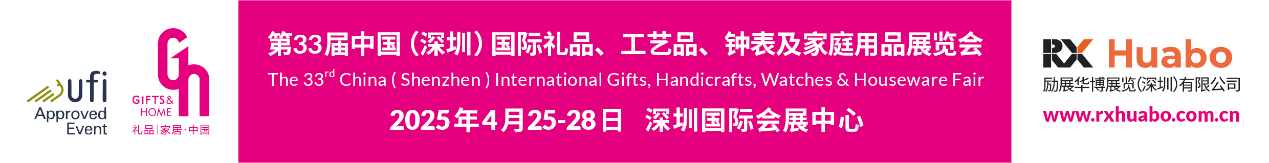 ufi
Approved
Event
Gh
GIFTS&
HOME
礼品|家居·中国
第33届中国（深圳）国际礼品、工艺品、钟表及家庭用品展览会
The 33rd China ( Shenzhen ) International Gifts, Handicrafts, Watches & Houseware Fair
2025年4月25-28日 深圳国际会展中心
RX Huabo
励展华博展览(深圳)有限公司
www.rxhuabo.com.cn